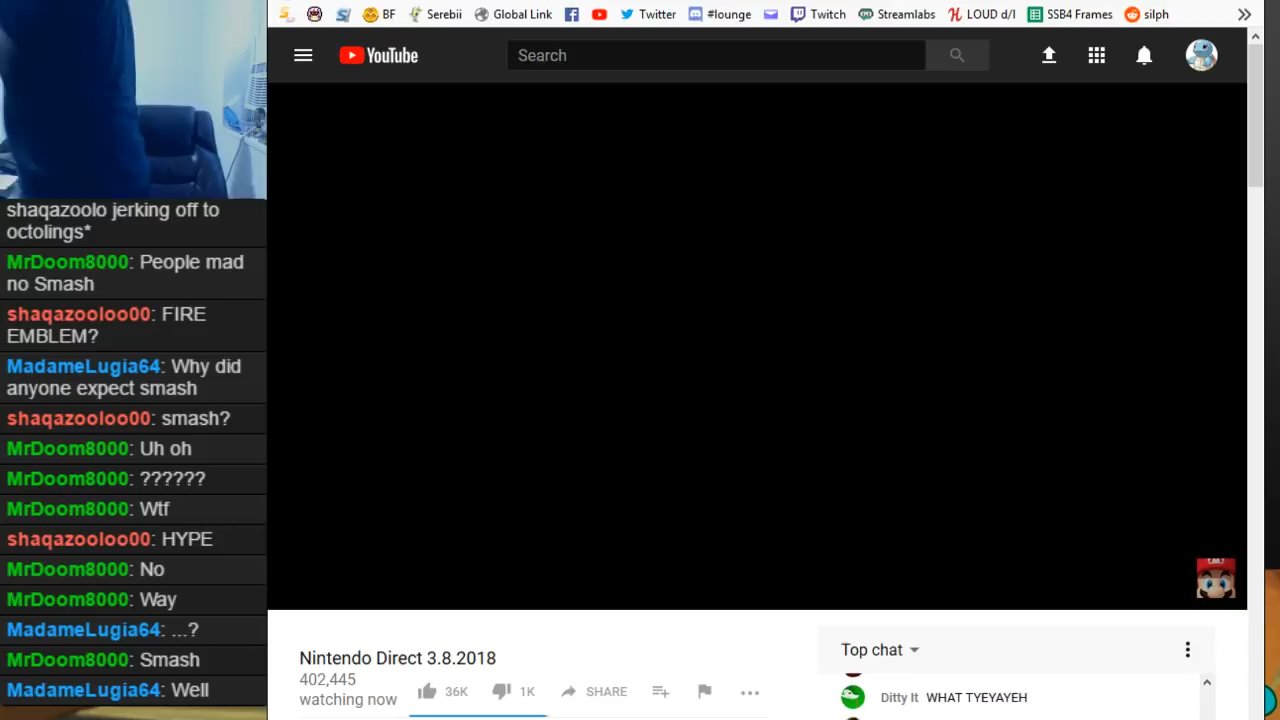 BF Serebii Global Link Twitter #lounge Twitch Streamlabs LOUD d/l SSB4 Frames silph
YouTube Search
shaqazoolo jerking off to
octolings*
MrDoom8000: People mad
no Smash
shaqazooloo00: FIRE
EMBLEM?
MadameLugia64: Why did
anyone expect smash
shaqazooloo00: smash?
MrDoom8000: Uh oh
MrDoom8000: ??????
MrDoom8000: Wtf
shaqazooloo00: HYPE
MrDoom8000: No
MrDoom8000: Way
MadameLugia64: ...?
MrDoom8000: Smash
MadameLugia64: Well
Nintendo Direct 3.8.2018
402,445
watching now
36K 1K SHARE
Top chat
Ditty It WHAT TYEYAYEH